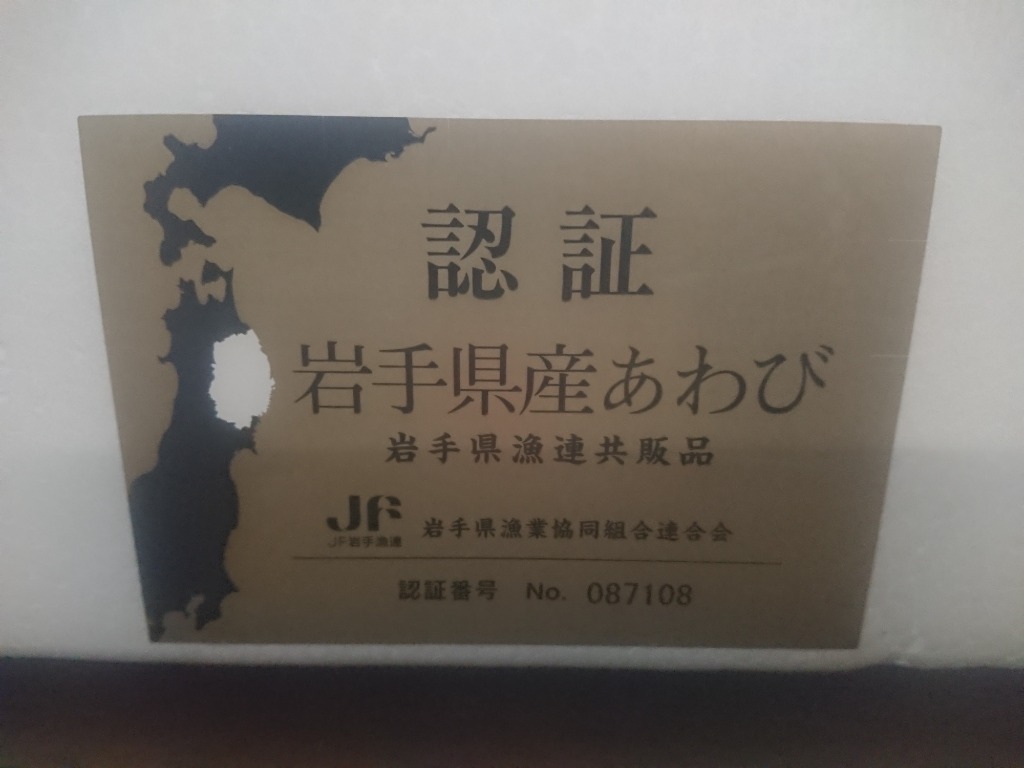 認証
岩手県産あわび
岩手県漁連共販品
JF 岩手県漁業協同組合連合会
JF岩手漁連
認証番号 No. 087108